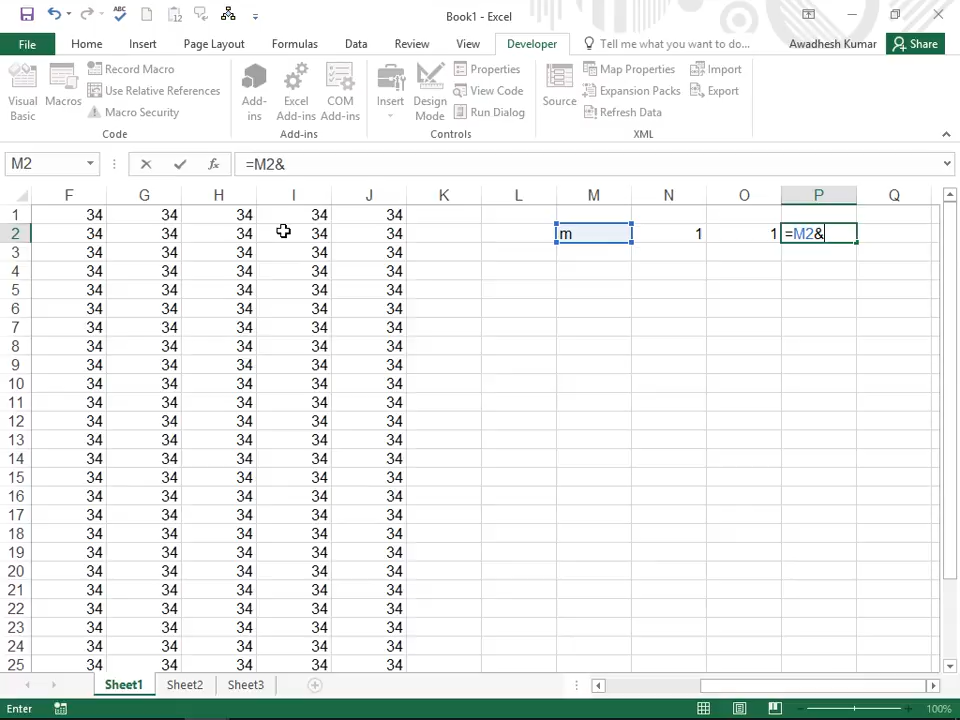 Book1 - Excel
File Home Insert Page Layout Formulas Data Review View Developer Tell me what you want to do... Awadhesh Kumar Share
Visual Basic Macros Record Macro Use Relative References Macro Security Code
Add-ins Excel Add-ins COM Add-ins Add-ins
Insert Design Mode Properties View Code Run Dialog Controls
Source Map Properties Expansion Packs Refresh Data Import Export XML
M2 fx =M2&
F G H I J K L M N O P Q
1 34 34 34 34 34
2 34 34 34 34 34 m 1 1 =M2&
3 34 34 34 34 34
4 34 34 34 34 34
5 34 34 34 34 34
6 34 34 34 34 34
7 34 34 34 34 34
8 34 34 34 34 34
9 34 34 34 34 34
10 34 34 34 34 34
11 34 34 34 34 34
12 34 34 34 34 34
13 34 34 34 34 34
14 34 34 34 34 34
15 34 34 34 34 34
16 34 34 34 34 34
17 34 34 34 34 34
18 34 34 34 34 34
19 34 34 34 34 34
20 34 34 34 34 34
21 34 34 34 34 34
22 34 34 34 34 34
23 34 34 34 34 34
24 34 34 34 34 34
25 34 34 34 34 34
Sheet1 Sheet2 Sheet3
Enter 100%